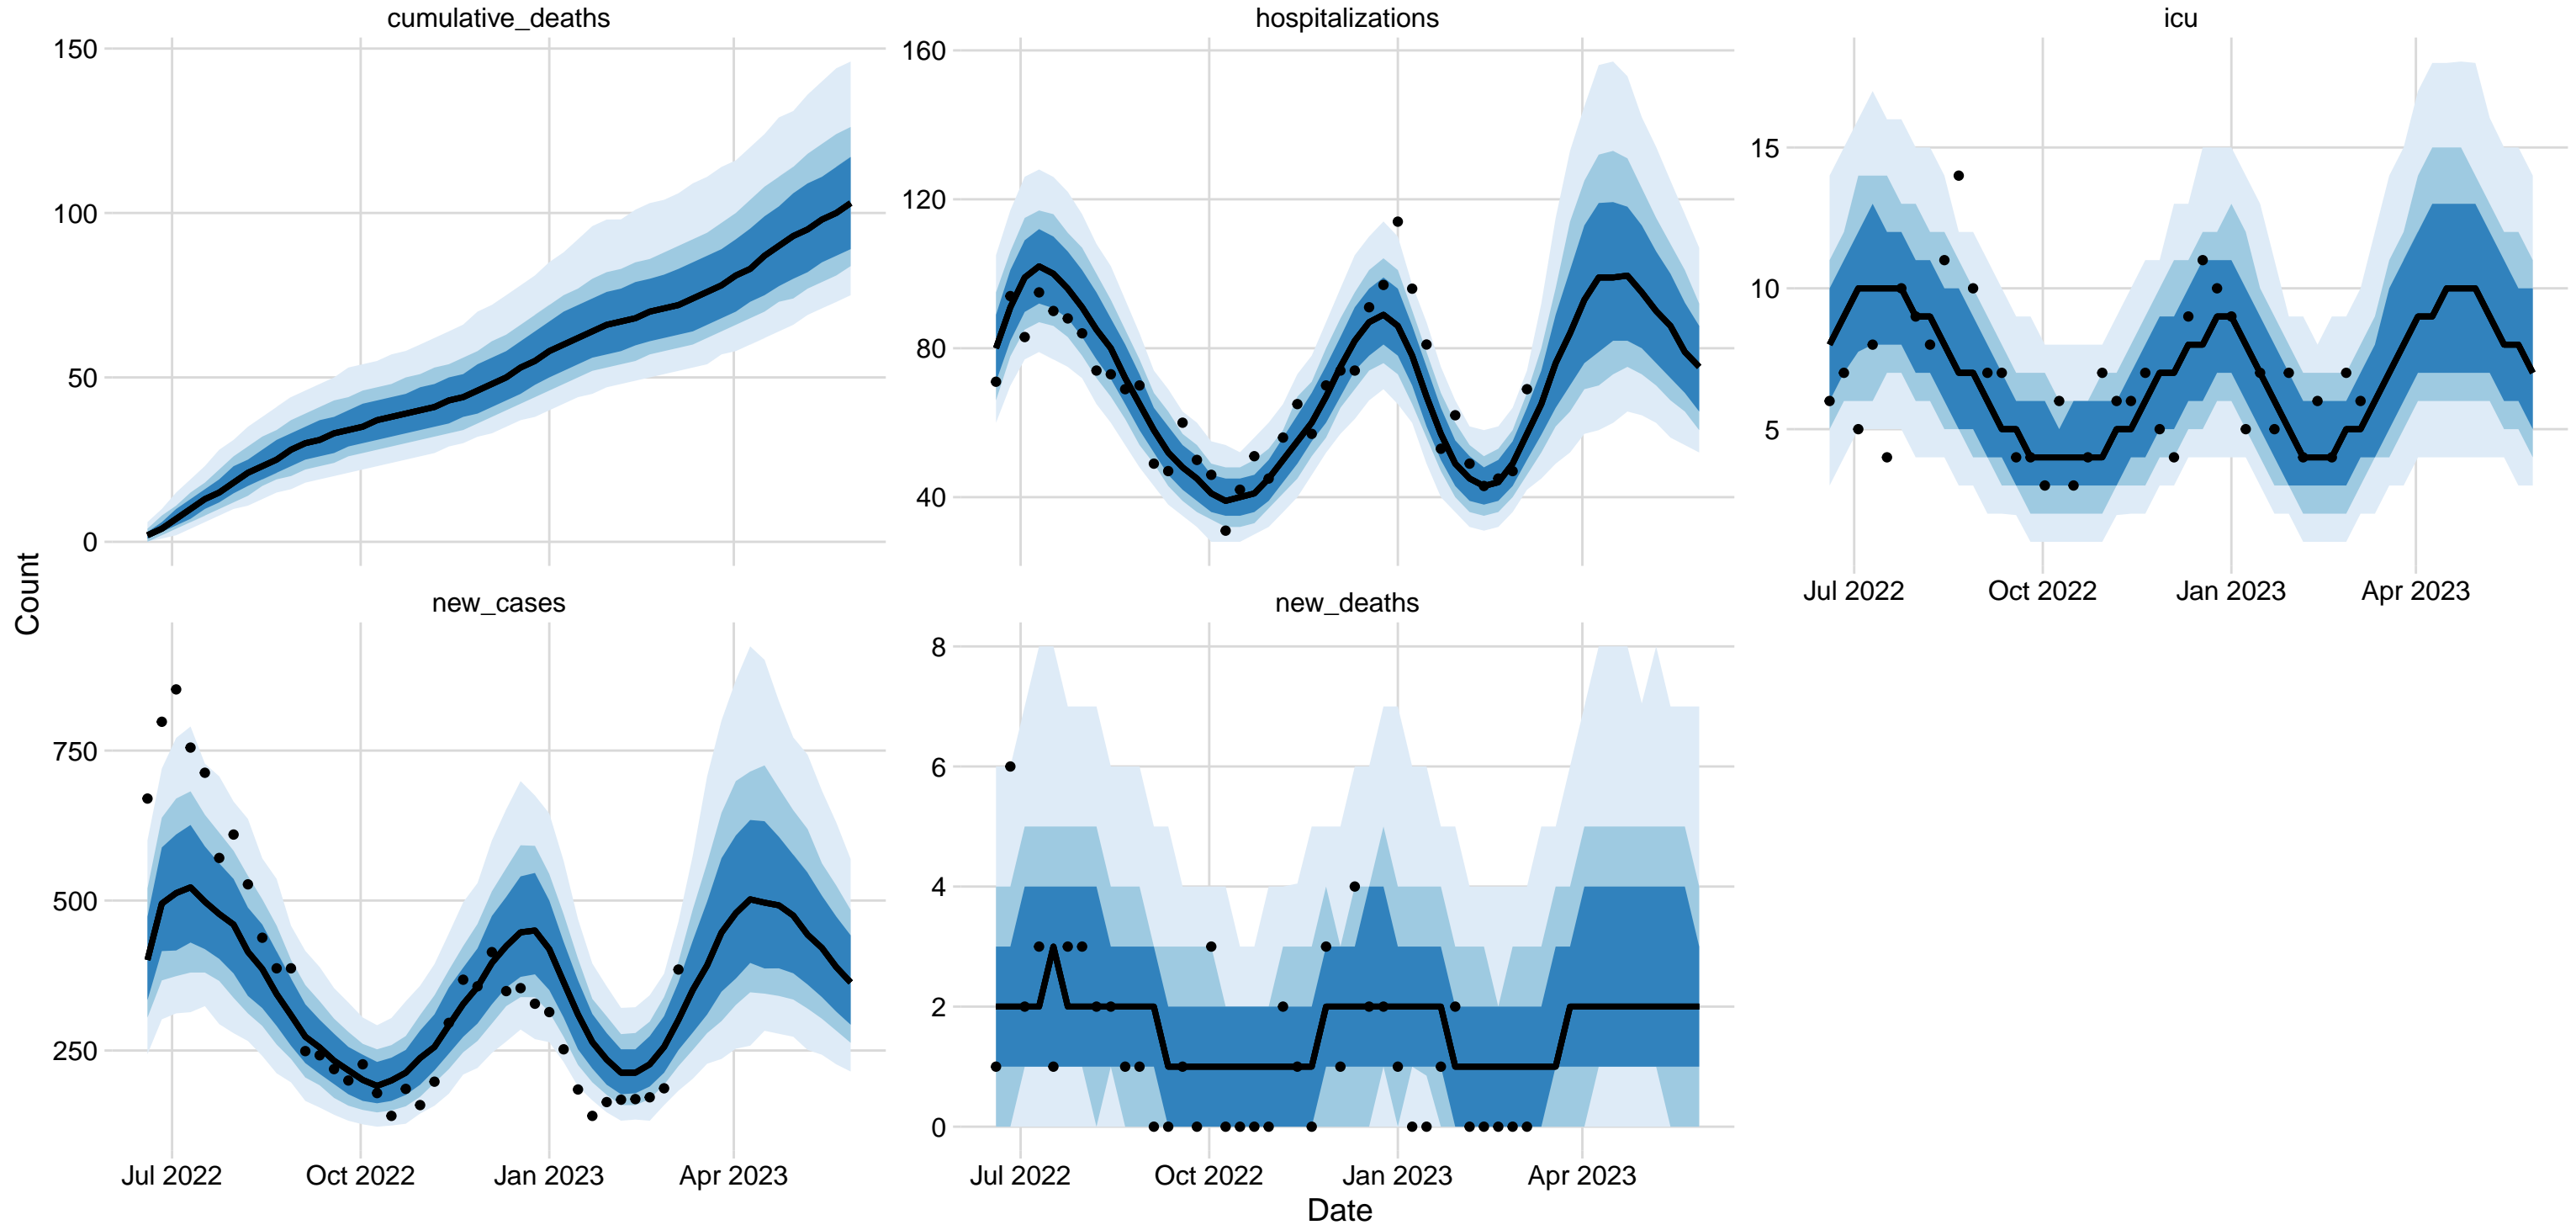 cumulative_deaths
hospitalizations
icu
150
100
50
0
160
120
80
40
15
10
5
Jul 2022
Oct 2022
Jan 2023
Apr 2023
Count
new_cases
new_deaths
750
500
250
8
6
4
2
0
Jul 2022
Oct 2022
Jan 2023
Apr 2023
Jul 2022
Oct 2022
Jan 2023
Apr 2023
Date